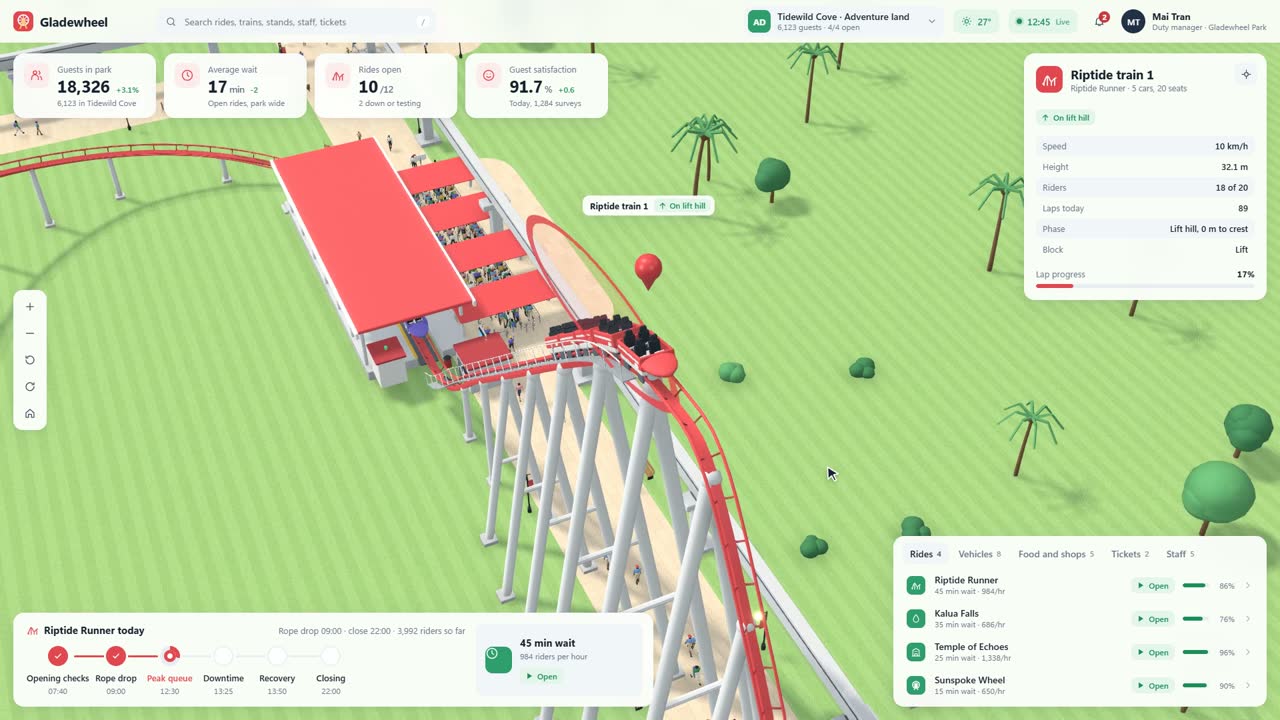 Gladewheel
Search rides, trains, stands, staff, tickets
/
AD
Tidewild Cove · Adventure land
6,123 guests · 4/4 open
27°
12:45 Live
2
MT
Mai Tran
Duty manager · Gladewheel Park
Guests in park
18,326 +3.1%
6,123 in Tidewild Cove
Average wait
17 min -2
Open rides, park wide
Rides open
10 /12
2 down or testing
Guest satisfaction
91.7 % +0.6
Today, 1,284 surveys
Riptide train 1
Riptide Runner · 5 cars, 20 seats
↑ On lift hill
Speed 10 km/h
Height 32.1 m
Riders 18 of 20
Laps today 89
Phase Lift hill, 0 m to crest
Block Lift
Lap progress 17%
Riptide train 1 ↑ On lift hill
Riptide Runner today
Rope drop 09:00 · close 22:00 · 3,992 riders so far
Opening checks Rope drop Peak queue Downtime Recovery Closing
07:40 09:00 12:30 13:25 13:50 22:00
45 min wait
984 riders per hour
Open
Rides 4 Vehicles 8 Food and shops 5 Tickets 2 Staff 5
Riptide Runner
45 min wait · 984/hr
Open 86%
Kalua Falls
35 min wait · 686/hr
Open 76%
Temple of Echoes
25 min wait · 1,338/hr
Open 96%
Sunspoke Wheel
15 min wait · 650/hr
Open 90%